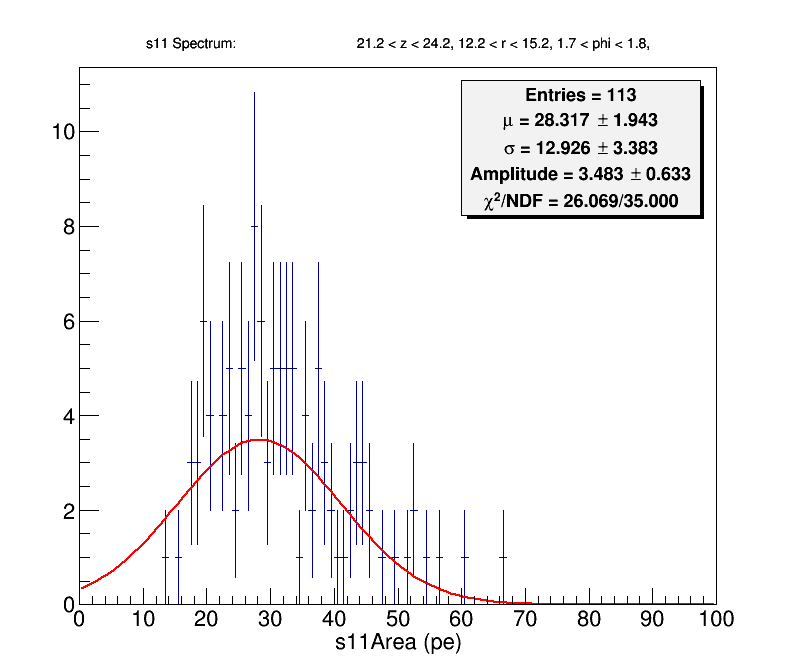 s11 Spectrum: 21.2 < z < 24.2, 12.2 < r < 15.2, 1.7 < phi < 1.8,
Entries = 113
μ = 28.317 ± 1.943
σ = 12.926 ± 3.383
Amplitude = 3.483 ± 0.633
χ²/NDF = 26.069/35.000
10
8
6
4
2
0
0 10 20 30 40 50 60 70 80 90 100
s11Area (pe)